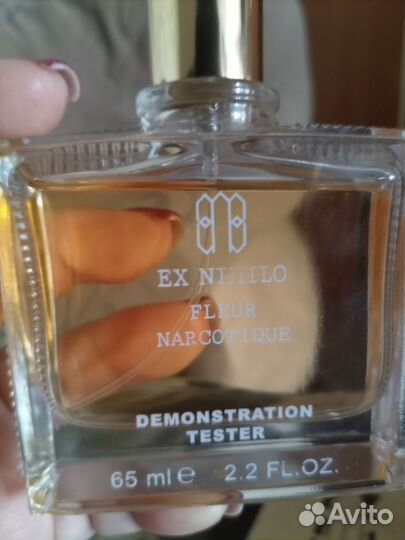 EX NIHILO
FLEUR
NARCOTIQUE
DEMONSTRATION
TESTER
65 ml e 2.2 FL.OZ.
Avito